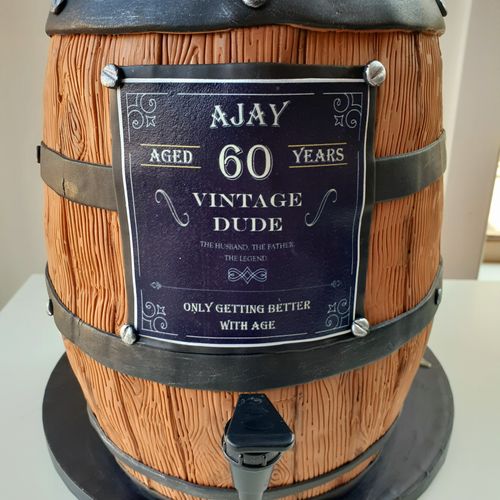 AJAY
AGED 60 YEARS
VINTAGE
DUDE
THE HUSBAND, THE FATHER
THE LEGEND
ONLY GETTING BETTER
WITH AGE